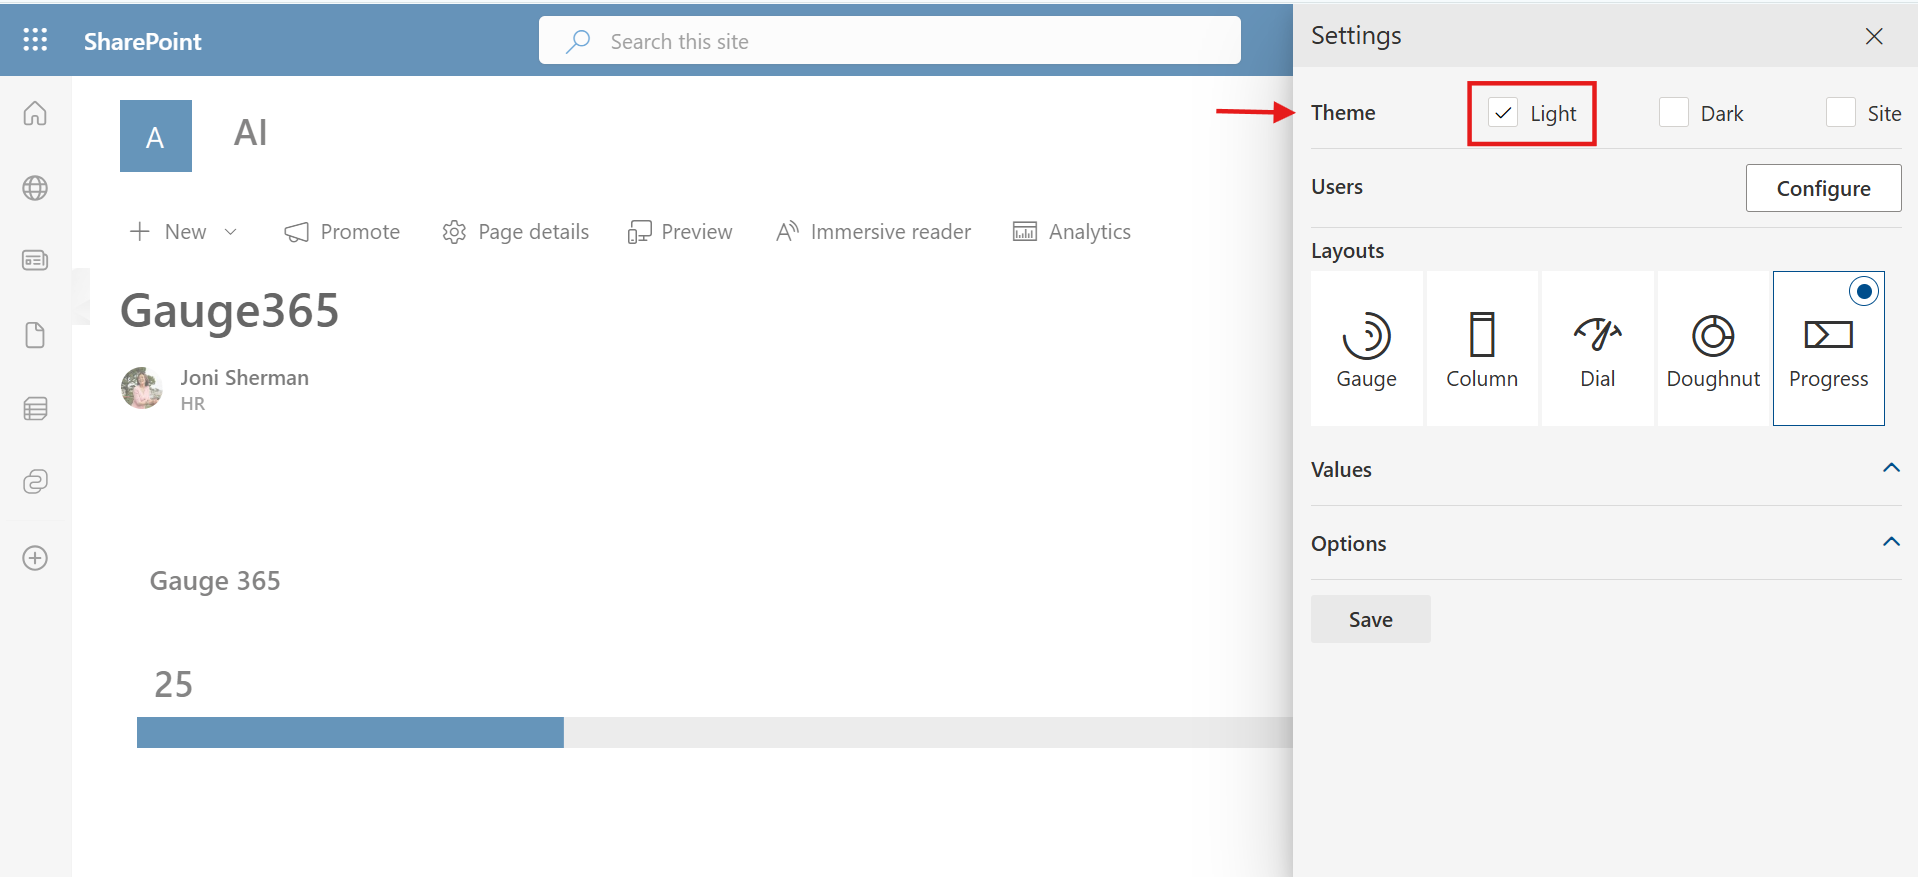 SharePoint
Search this site
A
AI
New
Promote
Page details
Preview
Immersive reader
Analytics
Gauge365
Joni Sherman
HR
Gauge 365
25
Settings
Theme
Light
Dark
Site
Users
Configure
Layouts
Gauge
Column
Dial
Doughnut
Progress
Values
Options
Save